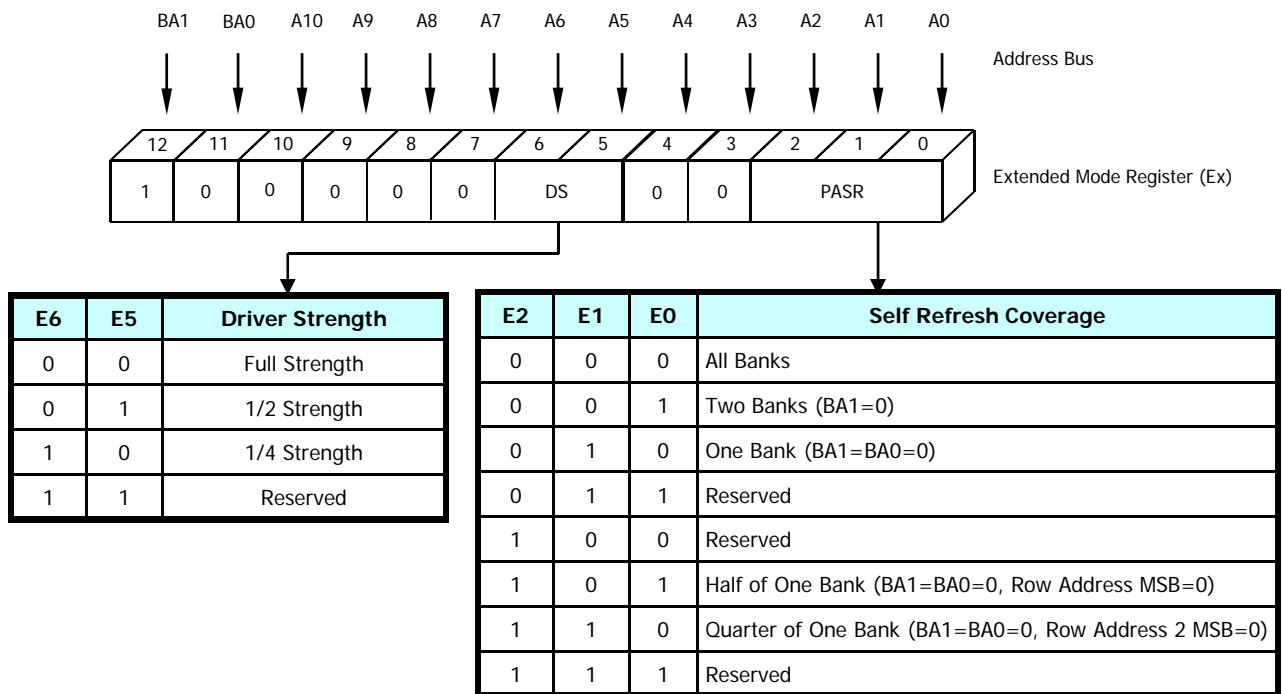 BA1 BA0 A10 A9 A8 A7 A6 A5 A4 A3 A2 A1 A0
Address Bus
12 11 10 9 8 7 6 5 4 3 2 1 0
1 0 0 0 0 0 DS 0 0 PASR
Extended Mode Register (Ex)
E6 E5 Driver Strength
0 0 Full Strength
0 1 1/2 Strength
1 0 1/4 Strength
1 1 Reserved
E2 E1 E0 Self Refresh Coverage
0 0 0 All Banks
0 0 1 Two Banks (BA1=0)
0 1 0 One Bank (BA1=BA0=0)
0 1 1 Reserved
1 0 0 Reserved
1 0 1 Half of One Bank (BA1=BA0=0, Row Address MSB=0)
1 1 0 Quarter of One Bank (BA1=BA0=0, Row Address 2 MSB=0)
1 1 1 Reserved